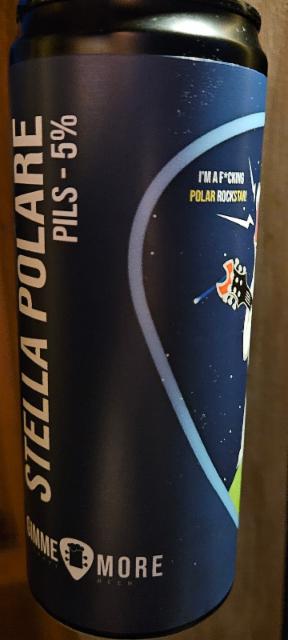 STELLA POLARE
PILS - 5%
I'M A F*CKING
POLAR ROCKSTAR!
GIMME MORE
BEER